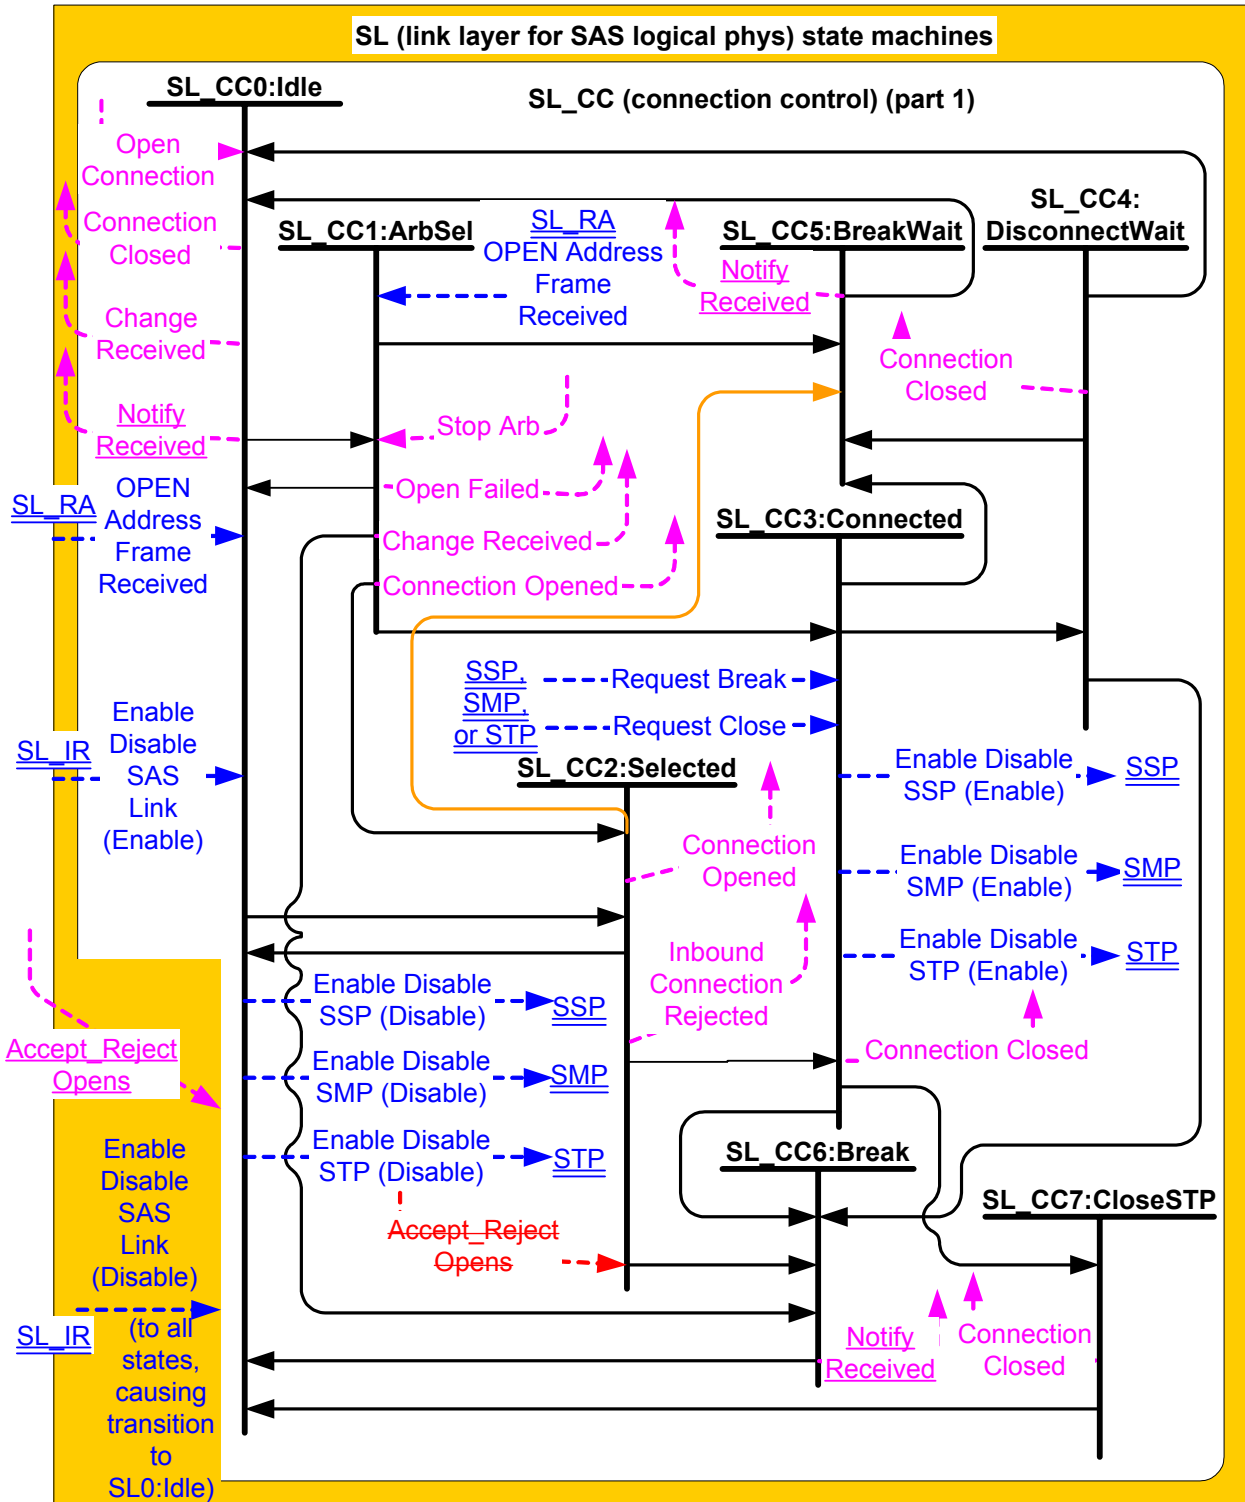 SL (link layer for SAS logical phys) state machines
SL_CC0:Idle
SL_CC (connection control) (part 1)
Open
Connection
Connection
Closed
SL_CC1:ArbSel
SL_RA
OPEN Address
Frame
Received
SL_CC5:BreakWait
SL_CC4:
DisconnectWait
Notify
Received
Change
Received
Connection
Closed
Notify
Received
Stop Arb
Open Failed
SL_RA
OPEN
Address
Frame
Received
Change Received
Connection Opened
SL_CC3:Connected
SSP,
SMP,
or STP
Request Break
Request Close
SL_IR
Enable
Disable
SAS
Link
(Enable)
SL_CC2:Selected
Enable Disable
SSP (Enable)
SSP
Connection
Opened
Enable Disable
SMP (Enable)
SMP
Inbound
Connection
Rejected
Enable Disable
STP (Enable)
STP
Enable Disable
SSP (Disable)
SSP
Accept_Reject
Opens
Connection Closed
Enable Disable
SMP (Disable)
SMP
Enable Disable
STP (Disable)
STP
SL_CC6:Break
SL_CC7:CloseSTP
Accept_Reject
Opens
Enable
Disable
SAS
Link
(Disable)
SL_IR
(to all
states,
causing
transition
to
SL0:Idle)
Notify
Received
Connection
Closed